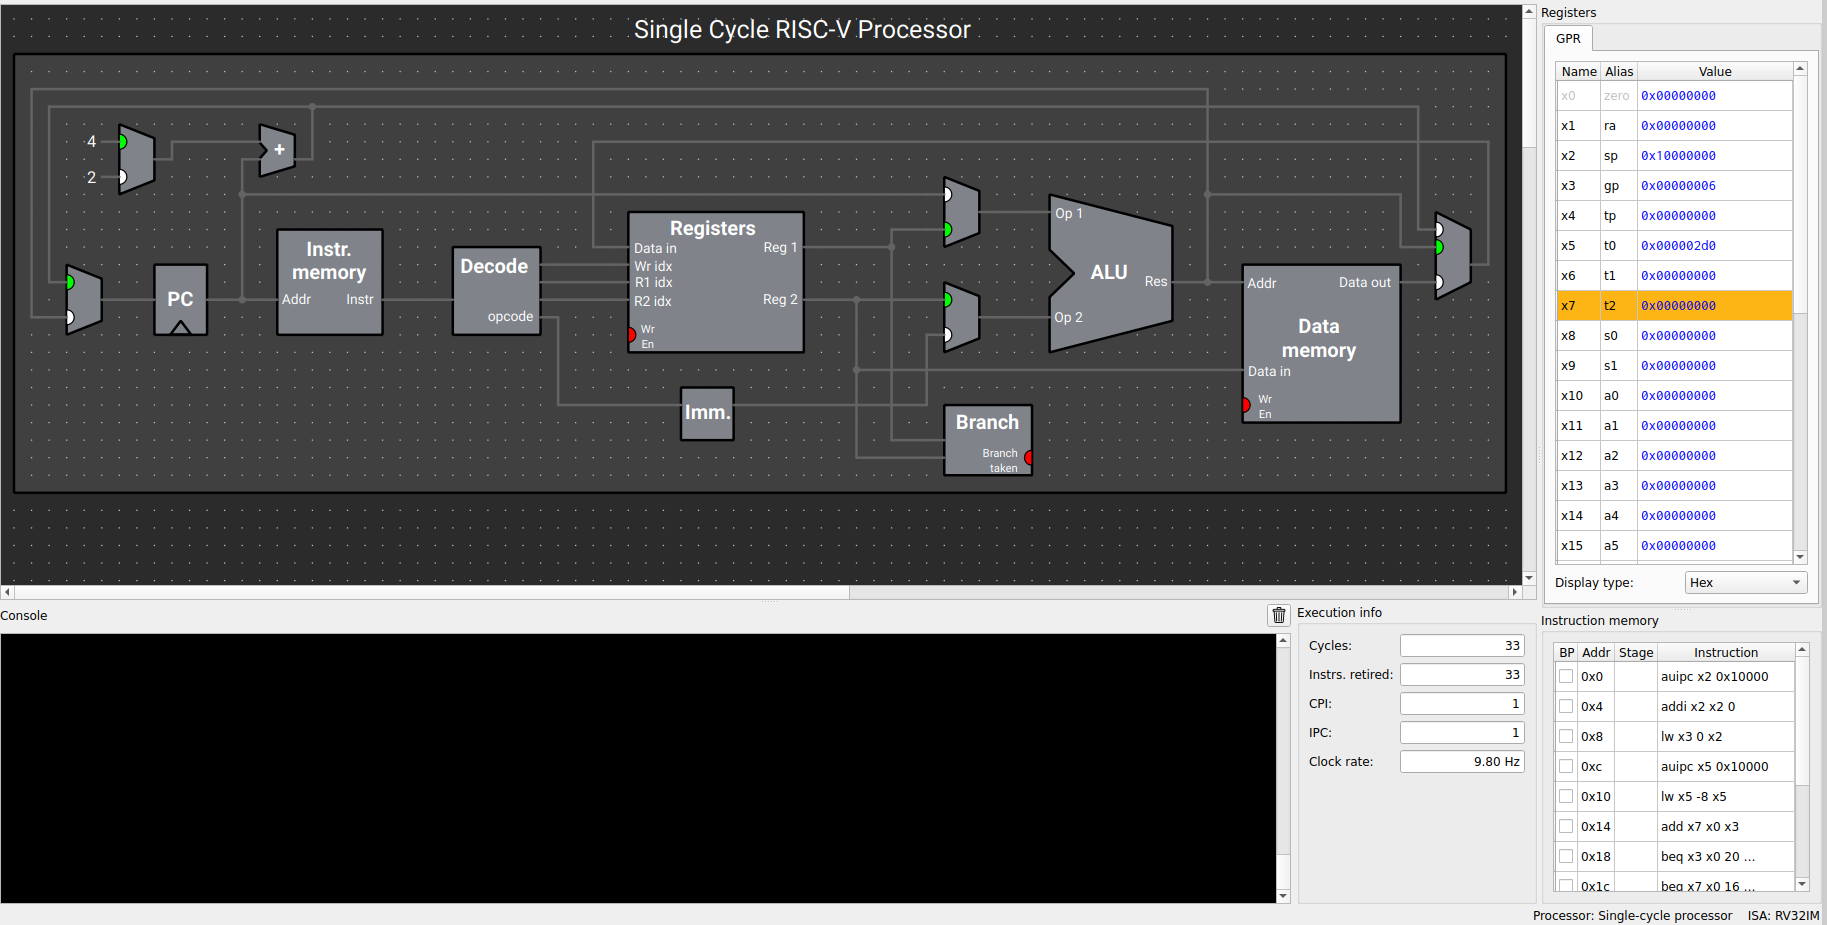 Single Cycle RISC-V Processor
4
2
+
PC
Instr.
memory
Addr
Instr
Decode
opcode
Registers
Data in
Wr idx
R1 idx
R2 idx
Wr
En
Reg 1
Reg 2
Imm.
Op 1
Op 2
ALU
Res
Branch
Branch
taken
Addr
Data out
Data
memory
Data in
Wr
En
Registers
GPR
Name Alias Value
x0 zero 0x00000000
x1 ra 0x00000000
x2 sp 0x10000000
x3 gp 0x00000006
x4 tp 0x00000000
x5 t0 0x000002d0
x6 t1 0x00000000
x7 t2 0x00000000
x8 s0 0x00000000
x9 s1 0x00000000
x10 a0 0x00000000
x11 a1 0x00000000
x12 a2 0x00000000
x13 a3 0x00000000
x14 a4 0x00000000
x15 a5 0x00000000
Display type: Hex
Console
Execution info
Cycles: 33
Instrs. retired: 33
CPI: 1
IPC: 1
Clock rate: 9.80 Hz
Instruction memory
BP Addr Stage Instruction
0x0 auipc x2 0x10000
0x4 addi x2 x2 0
0x8 lw x3 0 x2
0xc auipc x5 0x10000
0x10 lw x5 -8 x5
0x14 add x7 x0 x3
0x18 beq x3 x0 20 ...
0x1c beq x7 x0 16 ...
Processor: Single-cycle processor ISA: RV32IM